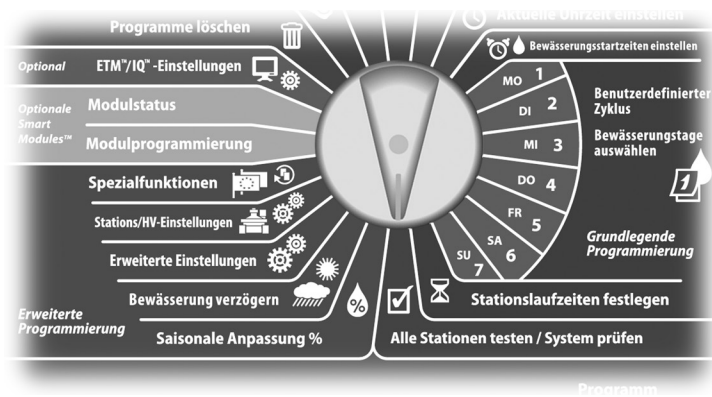 Aktuelle Uhrzeit einstellen
Programme löschen
Bewässerungsstartzeiten einstellen
Optional
ETM™/IQ™ -Einstellungen
Optionale
Smart
Modules™
Modulstatus
Modulprogrammierung
Spezialfunktionen
Stations/HV-Einstellungen
Erweiterte Einstellungen
Bewässerung verzögern
Erweiterte
Programmierung
Saisonale Anpassung %
%
MO 1
DI 2
MI 3
DO 4
FR 5
SA 6
SU 7
1
Benutzerdefinierter
Zyklus
Bewässerungstage
auswählen
Grundlegende
Programmierung
Stationslaufzeiten festlegen
Alle Stationen testen / System prüfen
Programm